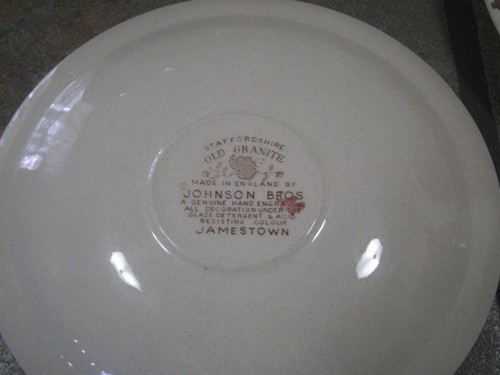 STAFFORDSHIRE
OLD GRANITE
MADE IN ENGLAND BY
JOHNSON BROS
A GENUINE HAND
ALL DECORATION UNDER
GLAZE DETERGENT & ACID
RESISTING COLOUR
JAMESTOWN